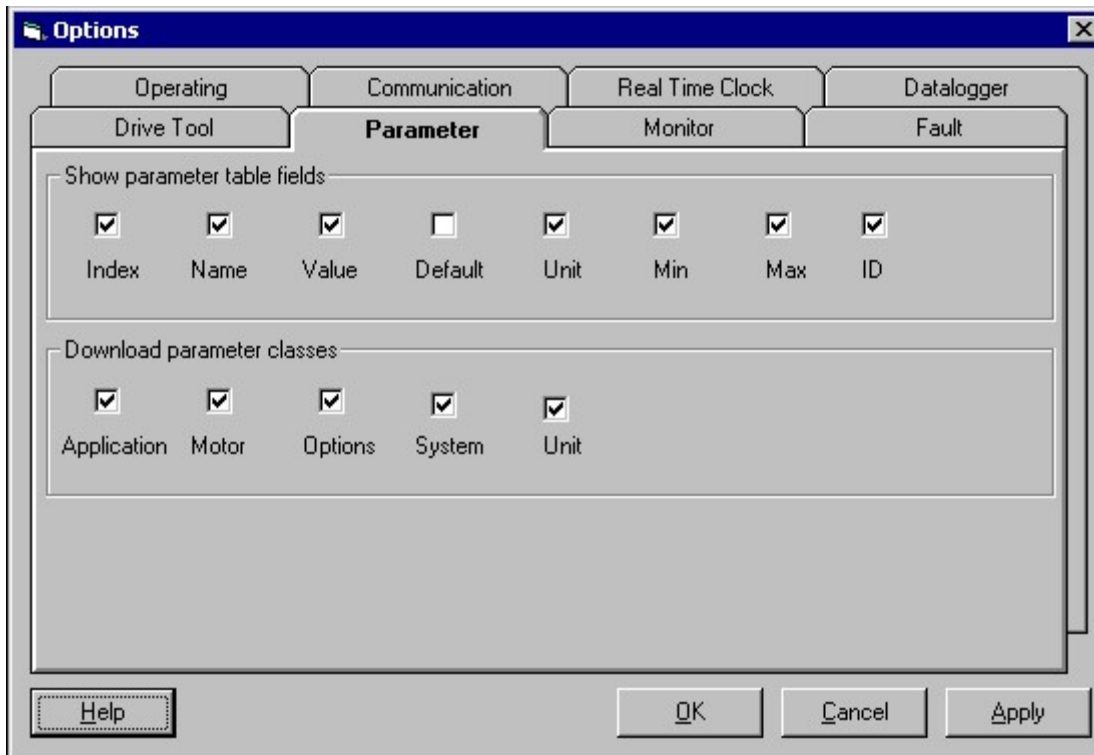 Options
Operating Communication Real Time Clock Datalogger
Drive Tool Parameter Monitor Fault
Show parameter table fields
Index Name Value Default Unit Min Max ID
Download parameter classes
Application Motor Options System Unit
Help OK Cancel Apply